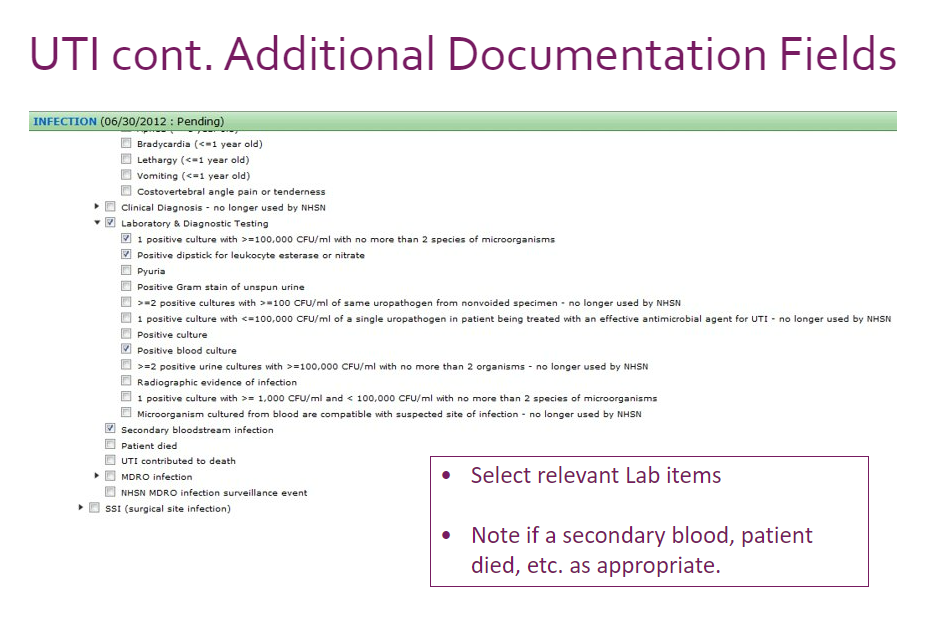 UTI cont. Additional Documentation Fields
INFECTION (06/30/2012 : Pending)
Bradycardia (<=1 year old)
Lethargy (<=1 year old)
Vomiting (<=1 year old)
Costovertebral angle pain or tenderness
Clinical Diagnosis - no longer used by NHSN
Laboratory & Diagnostic Testing
1 positive culture with >=100,000 CFU/ml with no more than 2 species of microorganisms
Positive dipstick for leukocyte esterase or nitrate
Pyuria
Positive Gram stain of unspun urine
>=2 positive cultures with >=100 CFU/ml of same uropathogen from nonvoided specimen - no longer used by NHSN
1 positive culture with <=100,000 CFU/ml of a single uropathogen in patient being treated with an effective antimicrobial agent for UTI - no longer used by NHSN
Positive culture
Positive blood culture
>=2 positive urine cultures with >=100,000 CFU/ml with no more than 2 organisms - no longer used by NHSN
Radiographic evidence of infection
1 positive culture with >= 1,000 CFU/ml and < 100,000 CFU/ml with no more than 2 species of microorganisms
Microorganism cultured from blood are compatible with suspected site of infection - no longer used by NHSN
Secondary bloodstream infection
Patient died
UTI contributed to death
MDRO infection
NHSN MDRO infection surveillance event
SSI (surgical site infection)
• Select relevant Lab items
• Note if a secondary blood, patient
died, etc. as appropriate.